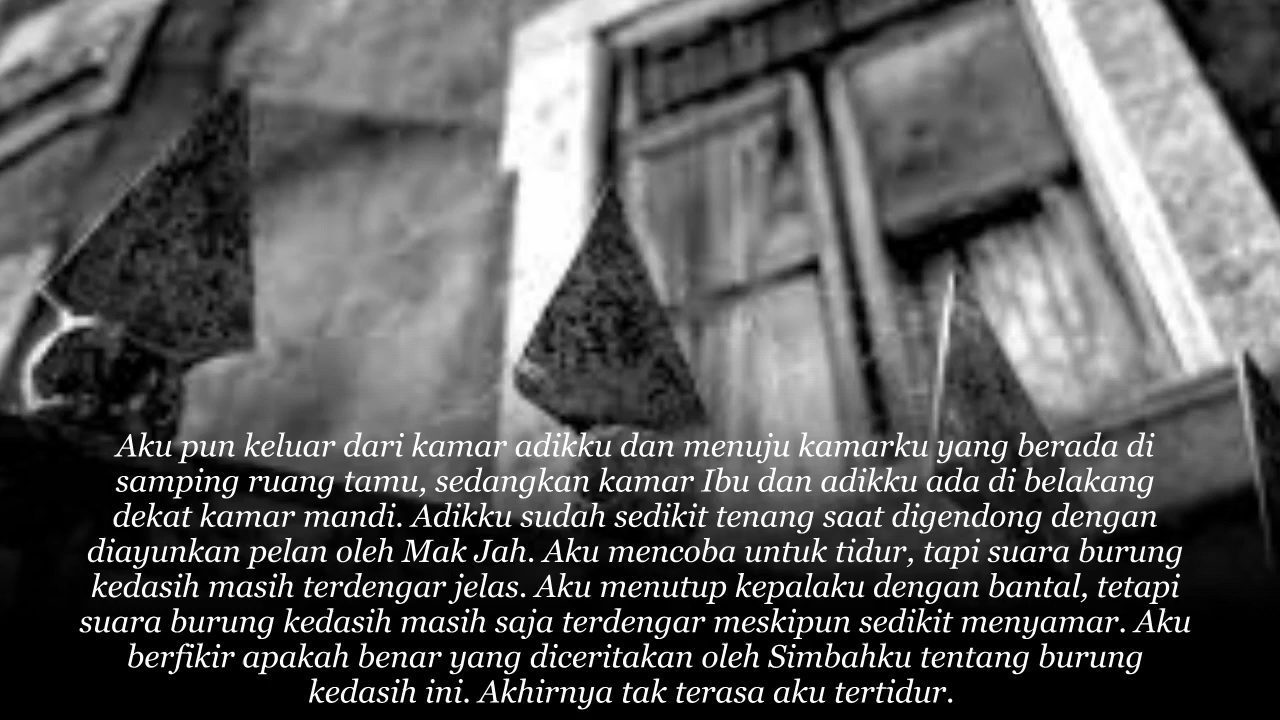 Aku pun keluar dari kamar adikku dan menuju kamarku yang berada di
samping ruang tamu, sedangkan kamar Ibu dan adikku ada di belakang
dekat kamar mandi. Adikku sudah sedikit tenang saat digendong dengan
diayunkan pelan oleh Mak Jah. Aku mencoba untuk tidur, tapi suara burung
kedasih masih terdengar jelas. Aku menutup kepalaku dengan bantal, tetapi
suara burung kedasih masih saja terdengar meskipun sedikit menyamar. Aku
berfikir apakah benar yang diceritakan oleh Simbahku tentang burung
kedasih ini. Akhirnya tak terasa aku tertidur.